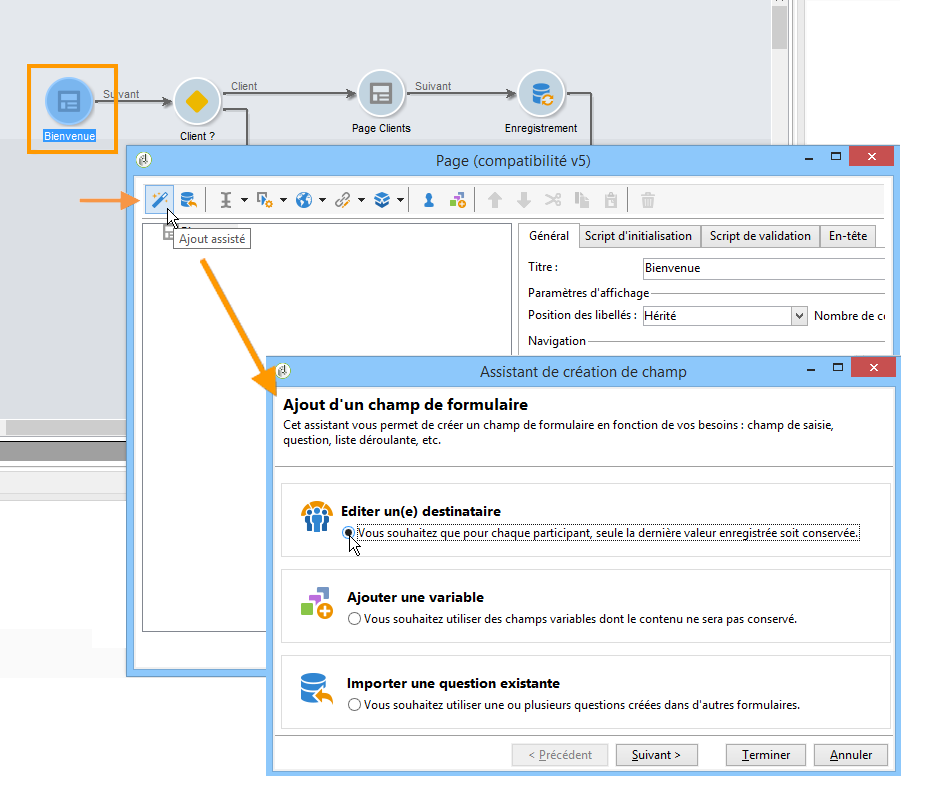 Suivant
Client
Suivant
Bienvenue
Client ?
Page Clients
Enregistrement
Page (compatibilité v5)
Ajout assisté
Général
Script d'initialisation
Script de validation
En-tête
Titre :
Bienvenue
Paramètres d'affichage
Position des libellés :
Hérité
Nombre de co
Navigation
Assistant de création de champ
Ajout d'un champ de formulaire
Cet assistant vous permet de créer un champ de formulaire en fonction de vos besoins : champ de saisie,
question, liste déroulante, etc.
Editer un(e) destinataire
Vous souhaitez que pour chaque participant, seule la dernière valeur enregistrée soit conservée.
Ajouter une variable
Vous souhaitez utiliser des champs variables dont le contenu ne sera pas conservé.
Importer une question existante
Vous souhaitez utiliser une ou plusieurs questions créées dans d'autres formulaires.
< Précédent
Suivant >
Terminer
Annuler